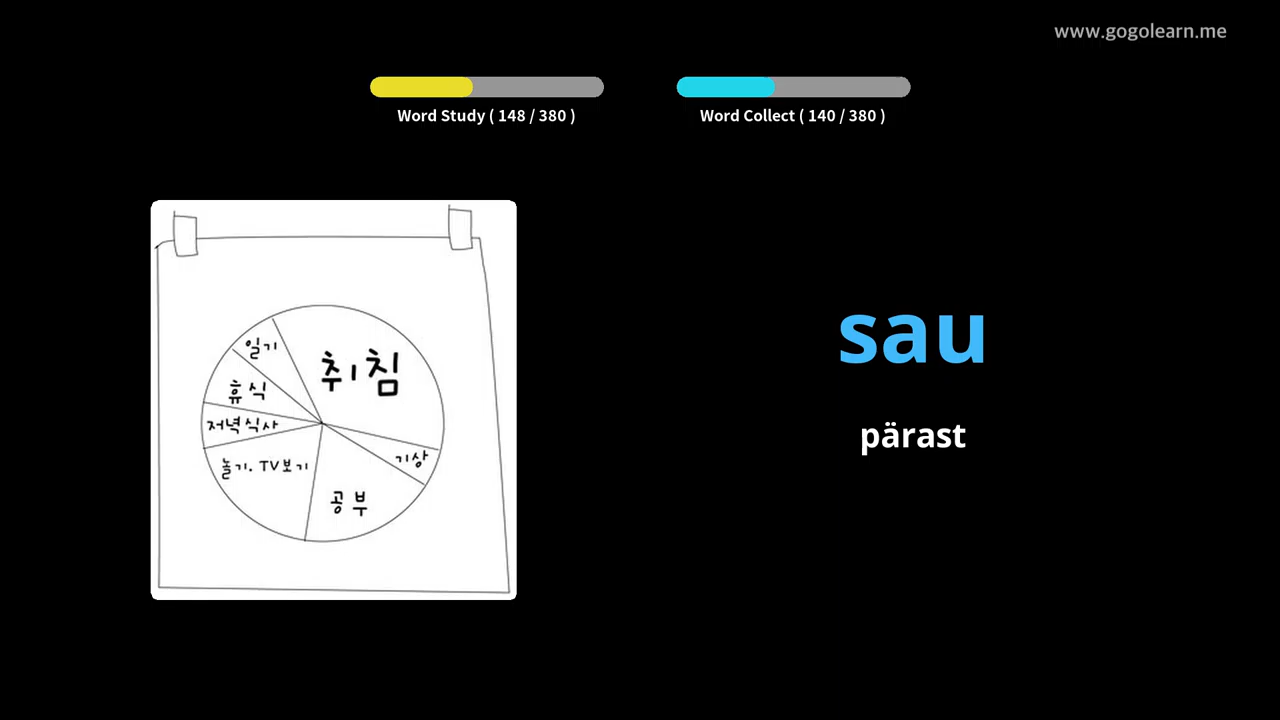 www.gogolearn.me
Word Study ( 148 / 380 )
Word Collect ( 140 / 380 )
일기
취침
휴식
저녁식사
놀기. TV보기
기상
공부
sau
pärast